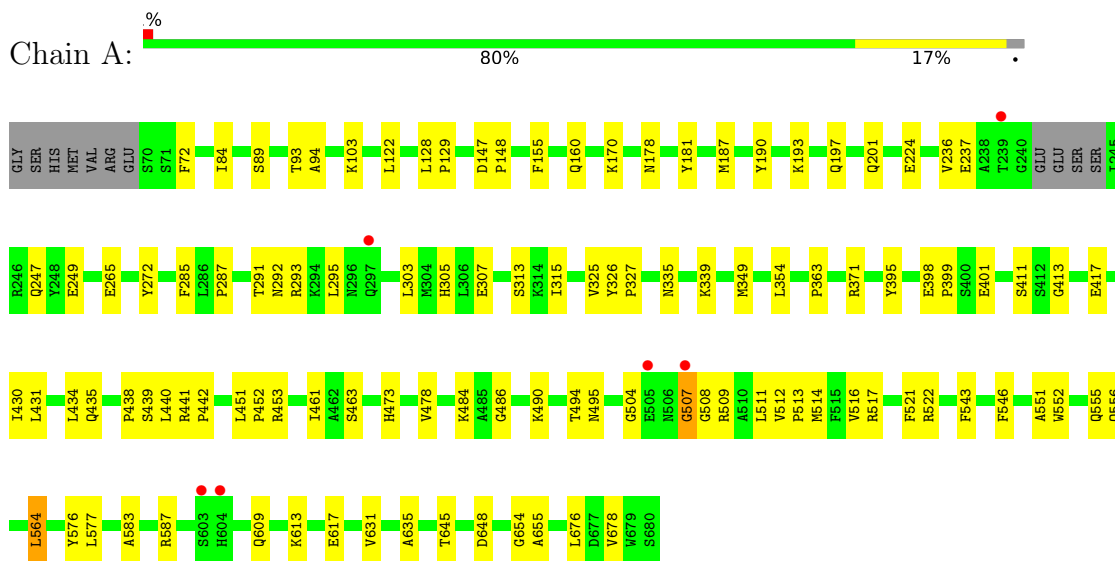 .%
Chain A:
80% 17% •
GLY SER HIS MET VAL ARG GLU S70 S71 F72 I84 S89 T93 A94 K103 L122 L128 P129 D147 P148 F155 Q160 K170 N178 Y181 M187 Y190 K193 Q197 Q201 E224 V236 E237 A238 T239 G240 GLU GLU SER SER I245
R246 Q247 Y248 E249 E265 Y272 F285 L286 P287 T291 N292 R293 K294 L295 N296 Q297 L303 M304 H305 L306 E307 S313 K314 I315 V325 Y326 P327 N335 K339 M349 L354 P363 R371 Y395 E398 P399 S400 E401 S411 S412 G413 E417
I430 L431 L434 Q435 P438 S439 L440 R441 P442 L451 P452 R453 I461 A462 S463 H473 V478 K484 A485 G486 K490 T494 N495 G504 E505 N506 G507 G508 R509 A510 L511 V512 P513 M514 F515 V516 R517 F521 R522 F543 F546 A551 W552 Q555
L564 Y576 L577 A583 R587 S603 H604 Q609 K613 E617 V631 A635 T645 D648 G654 A655 L676 D677 V678 W679 S680